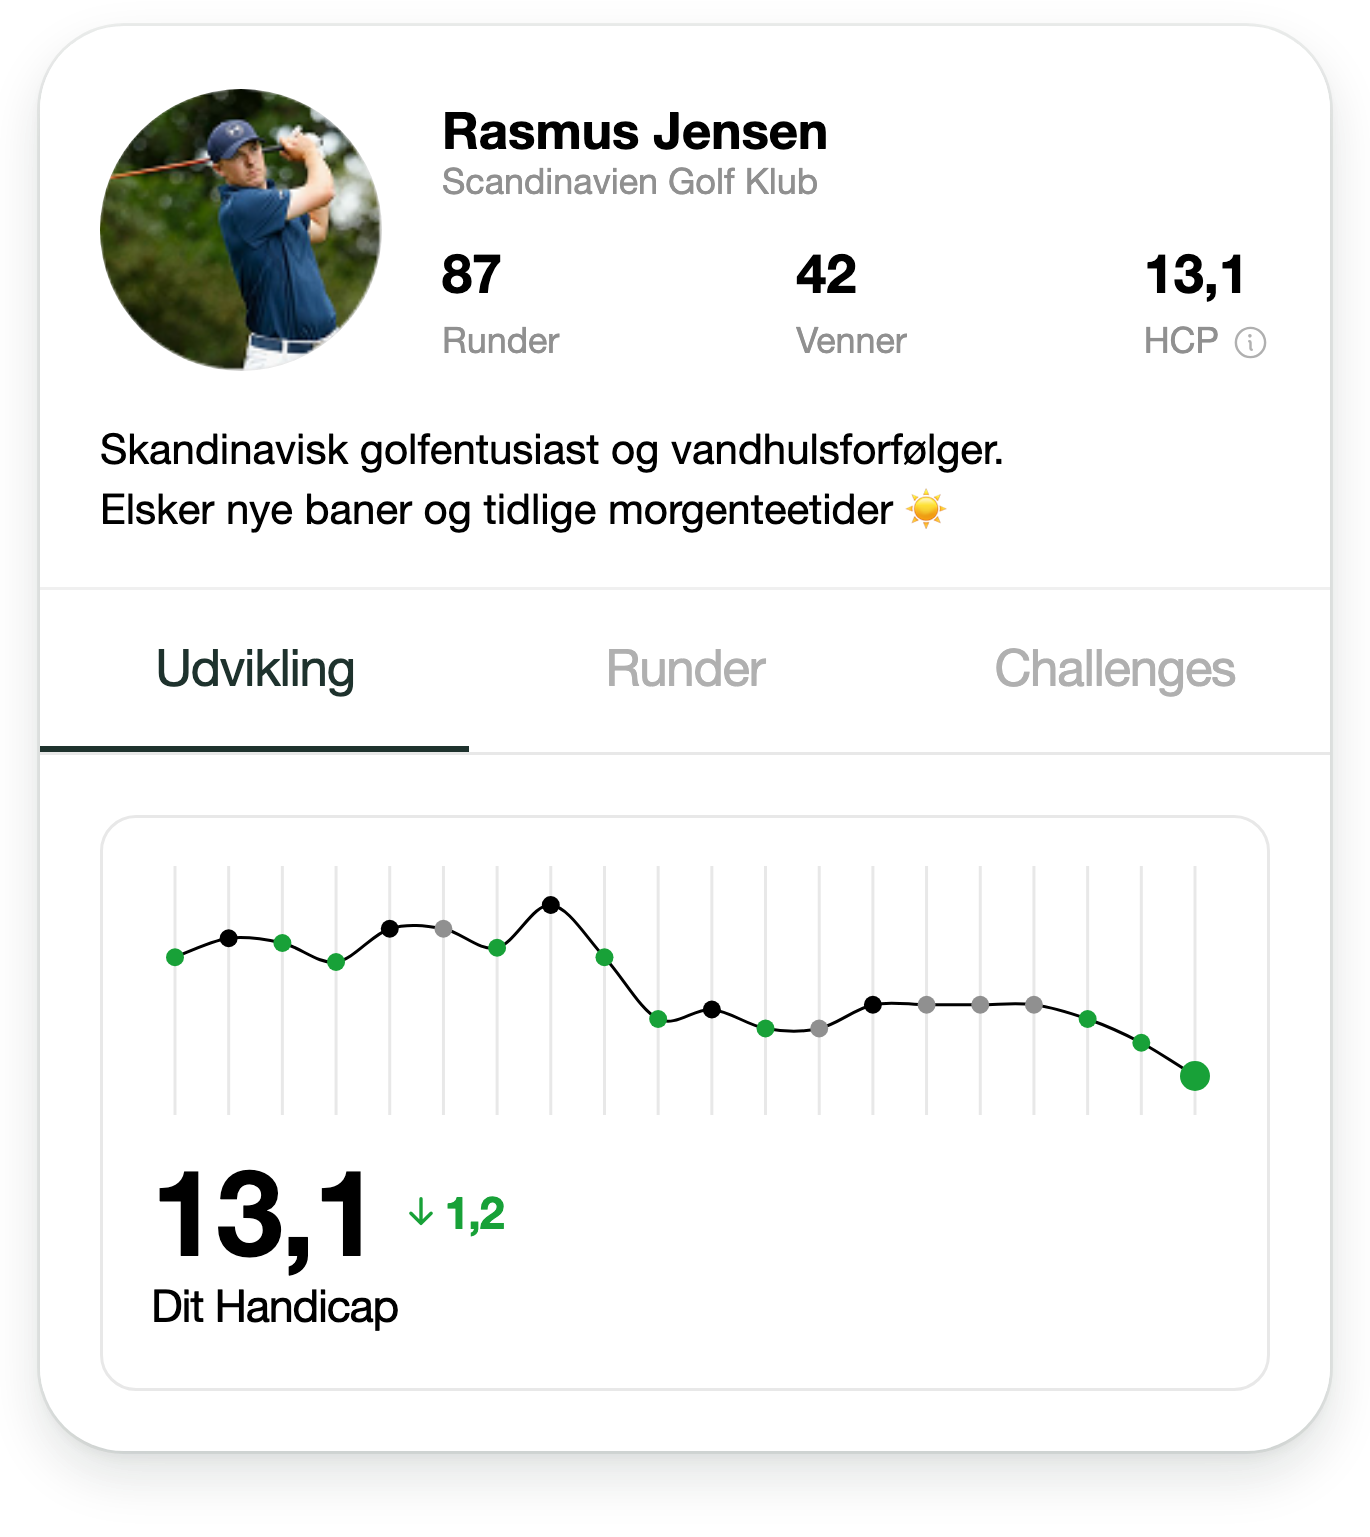 Rasmus Jensen
Scandinavien Golf Klub
87 42 13,1
Runder Venner HCP
Skandinavisk golfentusiast og vandhulsforfølger.
Elsker nye baner og tidlige morgenteetider ☀️
Udvikling Runder Challenges
13,1 ↓ 1,2
Dit Handicap